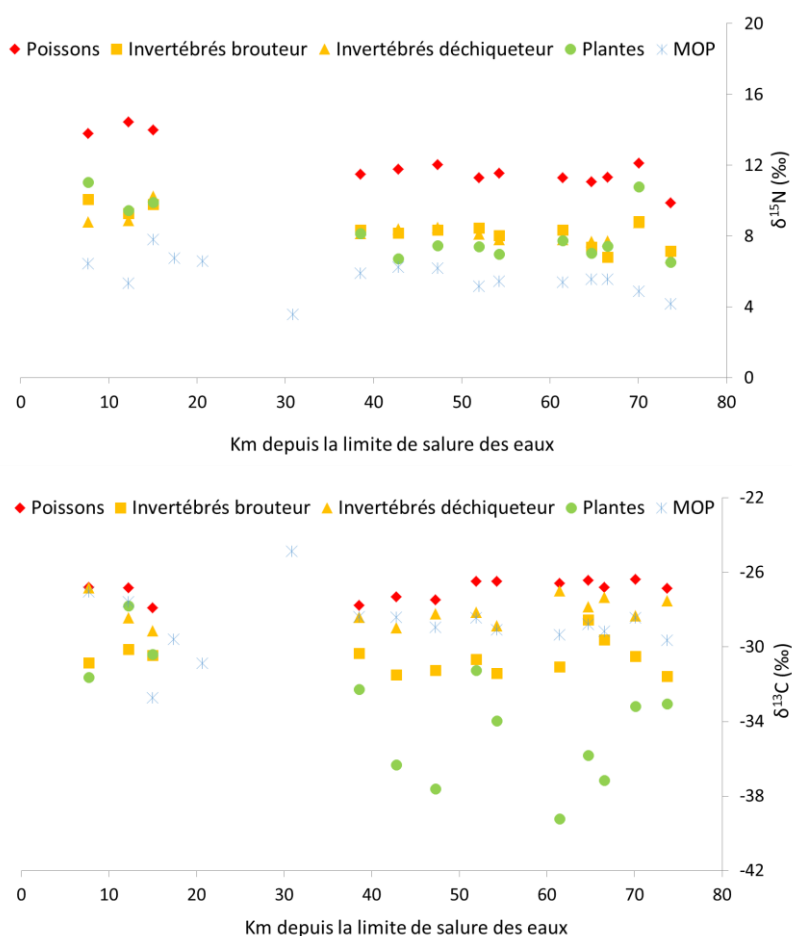 20
Poissons Invertébrés brouteur Invertébrés déchiqueteur Plantes MOP
16
12
8
4
0
δ15N (‰)
0 10 20 30 40 50 60 70 80
Km depuis la limite de salure des eaux
-22
Poissons Invertébrés brouteur Invertébrés déchiqueteur Plantes MOP
-26
-30
-34
-38
-42
δ13C (‰)
0 10 20 30 40 50 60 70 80
Km depuis la limite de salure des eaux